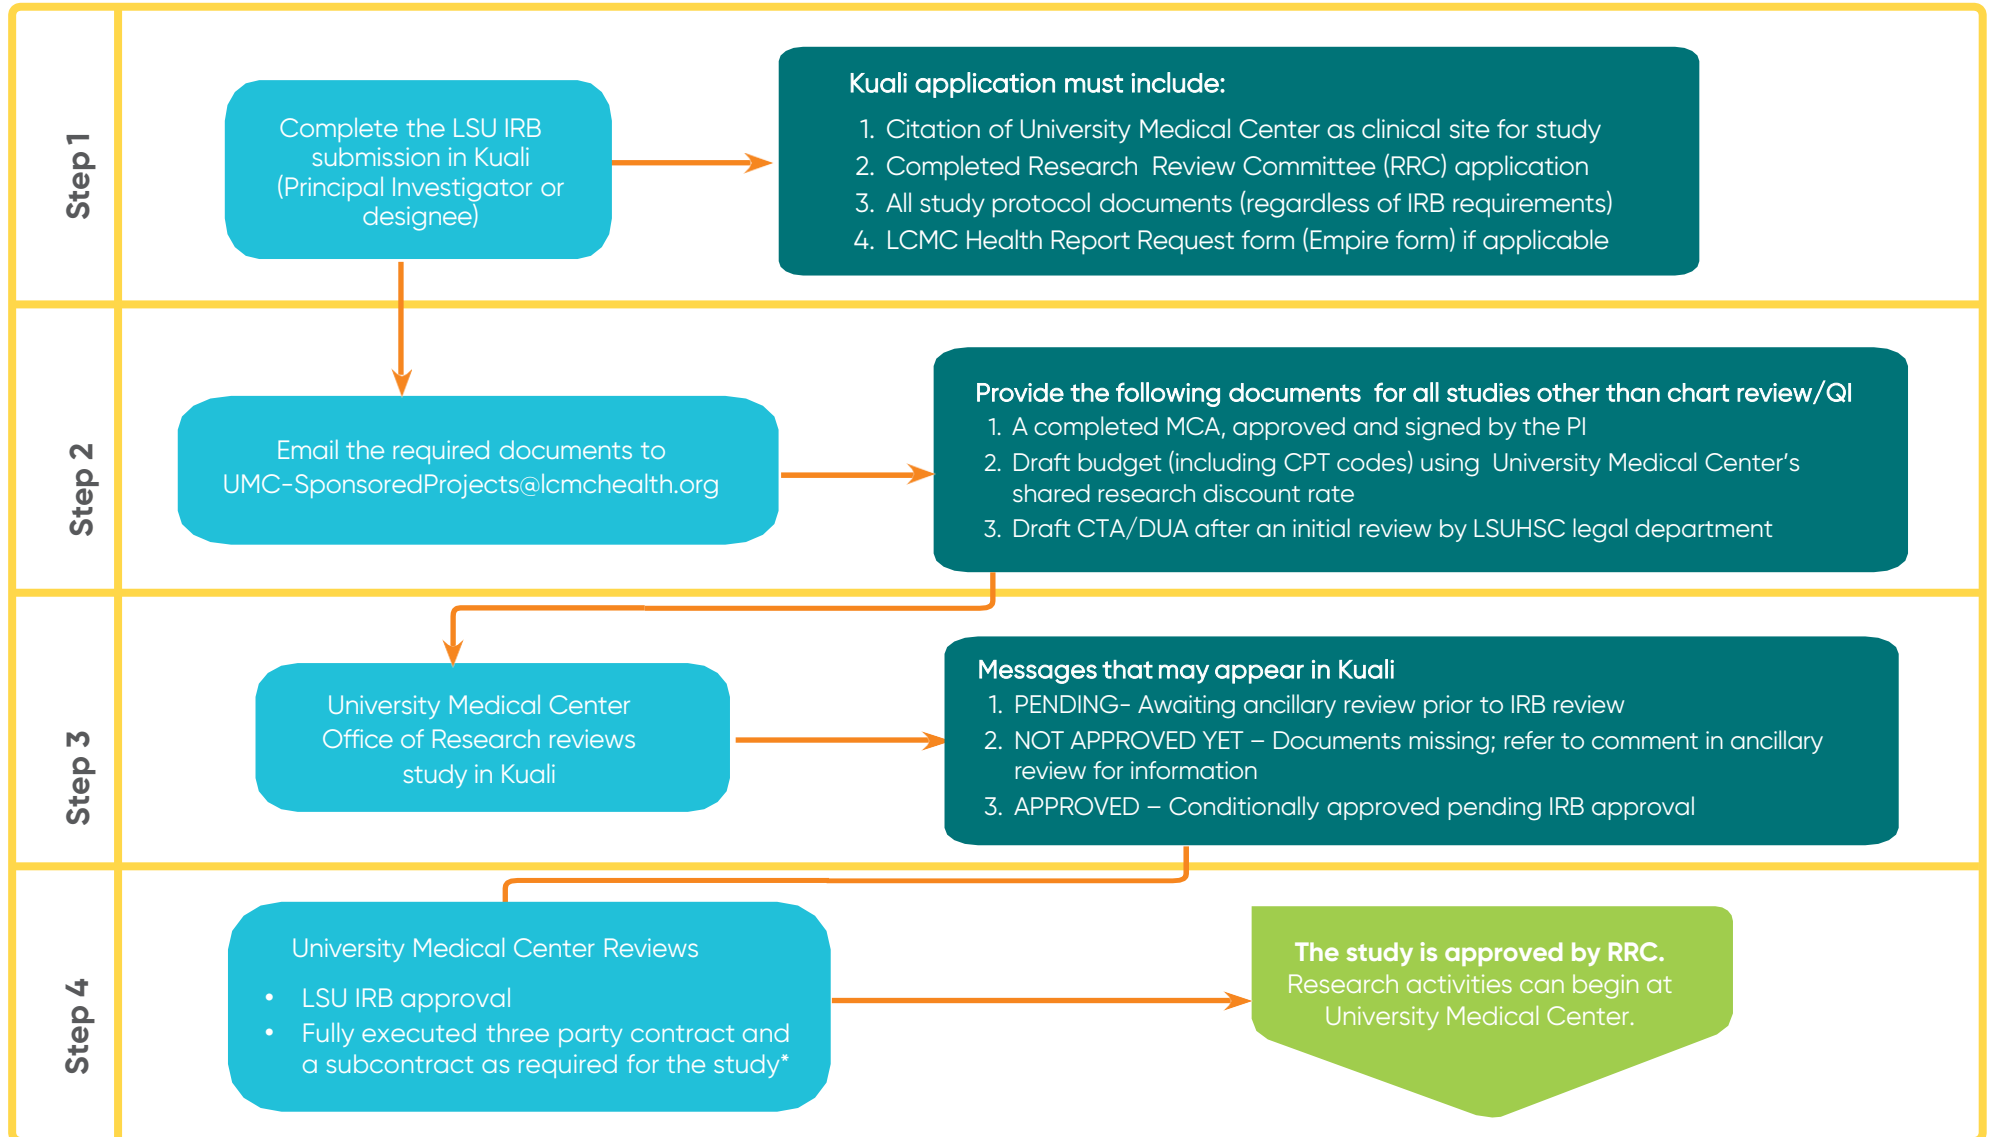 Step 1
Complete the LSU IRB
submission in Kuali
(Principal Investigator or
designee)
Kuali application must include:
1. Citation of University Medical Center as clinical site for study
2. Completed Research Review Committee (RRC) application
3. All study protocol documents (regardless of IRB requirements)
4. LCMC Health Report Request form (Empire form) if applicable
Step 2
Email the required documents to
UMC-SponsoredProjects@lcmchealth.org
Provide the following documents for all studies other than chart review/QI
1. A completed MCA, approved and signed by the PI
2. Draft budget (including CPT codes) using University Medical Center's
shared research discount rate
3. Draft CTA/DUA after an initial review by LSUHSC legal department
Step 3
University Medical Center
Office of Research reviews
study in Kuali
Messages that may appear in Kuali
1. PENDING- Awaiting ancillary review prior to IRB review
2. NOT APPROVED YET – Documents missing; refer to comment in ancillary
review for information
3. APPROVED – Conditionally approved pending IRB approval
Step 4
University Medical Center Reviews
• LSU IRB approval
• Fully executed three party contract and
a subcontract as required for the study*
The study is approved by RRC.
Research activities can begin at
University Medical Center.